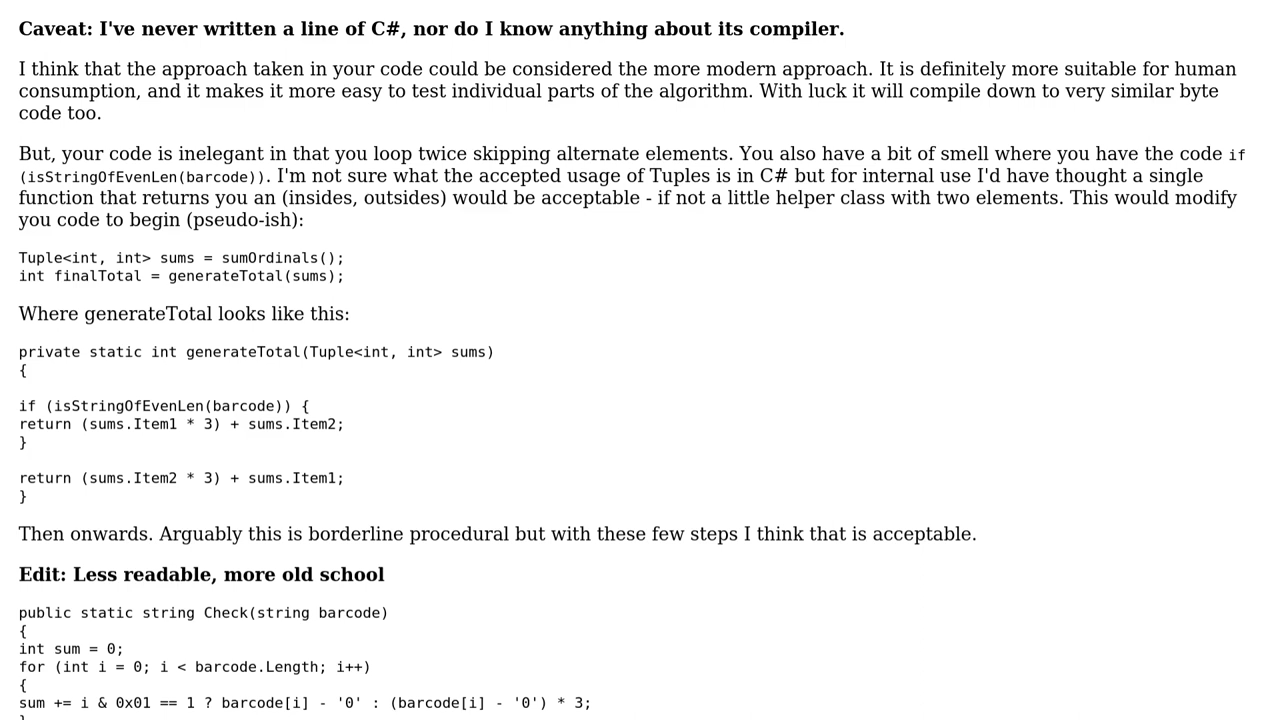 Caveat: I've never written a line of C#, nor do I know anything about its compiler.
I think that the approach taken in your code could be considered the more modern approach. It is definitely more suitable for human
consumption, and it makes it more easy to test individual parts of the algorithm. With luck it will compile down to very similar byte
code too.
But, your code is inelegant in that you loop twice skipping alternate elements. You also have a bit of smell where you have the code if
(isStringOfEvenLen(barcode)). I'm not sure what the accepted usage of Tuples is in C# but for internal use I'd have thought a single
function that returns you an (insides, outsides) would be acceptable - if not a little helper class with two elements. This would modify
you code to begin (pseudo-ish):
Tuple<int, int> sums = sumOrdinals();
int finalTotal = generateTotal(sums);
Where generateTotal looks like this:
private static int generateTotal(Tuple<int, int> sums)
{
if (isStringOfEvenLen(barcode)) {
return (sums.Item1 * 3) + sums.Item2;
}
return (sums.Item2 * 3) + sums.Item1;
}
Then onwards. Arguably this is borderline procedural but with these few steps I think that is acceptable.
Edit: Less readable, more old school
public static string Check(string barcode)
{
int sum = 0;
for (int i = 0; i < barcode.Length; i++)
{
sum += i & 0x01 == 1 ? barcode[i] - '0' : (barcode[i] - '0') * 3;
}